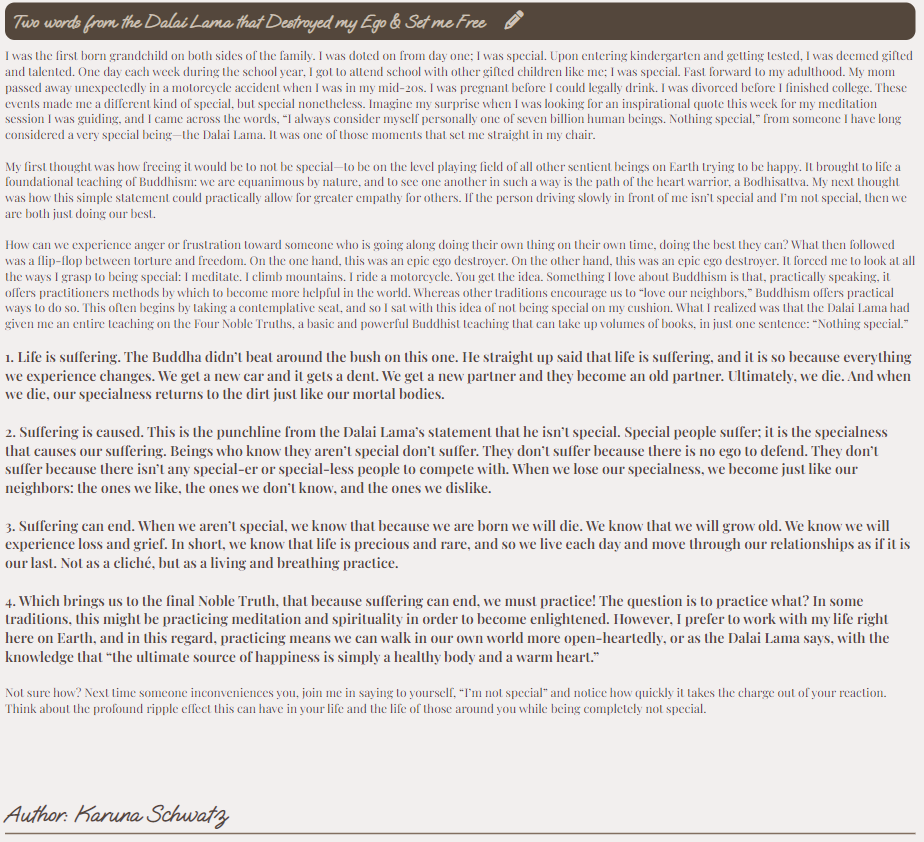 Two words from the Dalai Lama that Destroyed my Ego & Set me Free
I was the first born grandchild on both sides of the family. I was doted on from day one; I was special. Upon entering kindergarten and getting tested, I was deemed gifted
and talented. One day each week during the school year, I got to attend school with other gifted children like me; I was special. Fast forward to my adulthood. My mom
passed away unexpectedly in a motorcycle accident when I was in my mid-20s. I was pregnant before I could legally drink. I was divorced before I finished college. These
events made me a different kind of special, but special nonetheless. Imagine my surprise when I was looking for an inspirational quote this week for my meditation
session I was guiding, and I came across the words, “I always consider myself personally one of seven billion human beings. Nothing special,” from someone I have long
considered a very special being—the Dalai Lama. It was one of those moments that set me straight in my chair.
My first thought was how freeing it would be to not be special—to be on the level playing field of all other sentient beings on Earth trying to be happy. It brought to life a
foundational teaching of Buddhism: we are equanimous by nature, and to see one another in such a way is the path of the heart warrior, a Bodhisattva. My next thought
was how this simple statement could practically allow for greater empathy for others. If the person driving slowly in front of me isn’t special and I’m not special, then we
are both just doing our best.
How can we experience anger or frustration toward someone who is going along doing their own thing on their own time, doing the best they can? What then followed
was a flip-flop between torture and freedom. On the one hand, this was an epic ego destroyer. On the other hand, this was an epic ego destroyer. It forced me to look at all
the ways I grasp to being special: I meditate. I climb mountains. I ride a motorcycle. You get the idea. Something I love about Buddhism is that, practically speaking, it
offers practitioners methods by which to become more helpful in the world. Whereas other traditions encourage us to “love our neighbors,” Buddhism offers practical
ways to do so. This often begins by taking a contemplative seat, and so I sat with this idea of not being special on my cushion. What I realized was that the Dalai Lama had
given me an entire teaching on the Four Noble Truths, a basic and powerful Buddhist teaching that can take up volumes of books, in just one sentence: “Nothing special.”
1. Life is suffering. The Buddha didn’t beat around the bush on this one. He straight up said that life is suffering, and it is so because everything
we experience changes. We get a new car and it gets a dent. We get a new partner and they become an old partner. Ultimately, we die. And when
we die, our specialness returns to the dirt just like our mortal bodies.
2. Suffering is caused. This is the punchline from the Dalai Lama’s statement that he isn’t special. Special people suffer; it is the specialness
that causes our suffering. Beings who know they aren’t special don’t suffer. They don’t suffer because there is no ego to defend. They don’t
suffer because there isn’t any special-er or special-less people to compete with. When we lose our specialness, we become just like our
neighbors: the ones we like, the ones we don’t know, and the ones we dislike.
3. Suffering can end. When we aren’t special, we know that because we are born we will die. We know that we will grow old. We know we will
experience loss and grief. In short, we know that life is precious and rare, and so we live each day and move through our relationships as if it is
our last. Not as a cliché, but as a living and breathing practice.
4. Which brings us to the final Noble Truth, that because suffering can end, we must practice! The question is to practice what? In some
traditions, this might be practicing meditation and spirituality in order to become enlightened. However, I prefer to work with my life right
here on Earth, and in this regard, practicing means we can walk in our own world more open-heartedly, or as the Dalai Lama says, with the
knowledge that “the ultimate source of happiness is simply a healthy body and a warm heart.”
Not sure how? Next time someone inconveniences you, join me in saying to yourself, “I’m not special” and notice how quickly it takes the charge out of your reaction.
Think about the profound ripple effect this can have in your life and the life of those around you while being completely not special.
Author: Karuna Schwatz